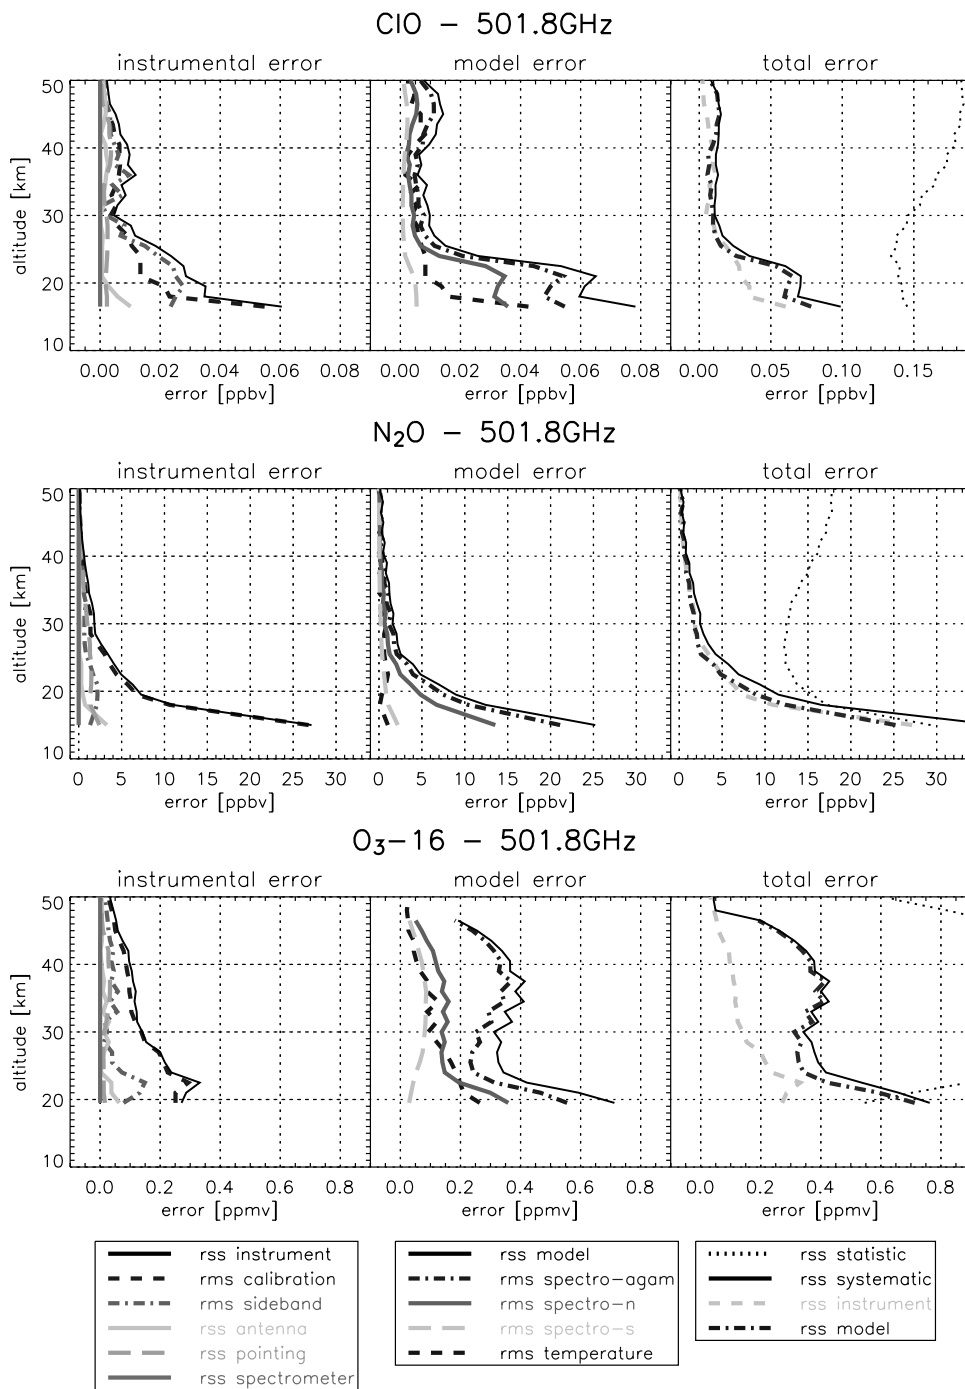 ClO − 501.8GHz
instrumental error model error total error
altitude [km]
50
40
30
20
10
0.00 0.02 0.04 0.06 0.08 0.00 0.02 0.04 0.06 0.08 0.00 0.05 0.10 0.15
error [ppbv] error [ppbv] error [ppbv]
N₂O − 501.8GHz
instrumental error model error total error
altitude [km]
50
40
30
20
10
0 5 10 15 20 25 30 0 5 10 15 20 25 30 0 5 10 15 20 25 30
error [ppbv] error [ppbv] error [ppbv]
O₃−16 − 501.8GHz
instrumental error model error total error
altitude [km]
50
40
30
20
10
0.0 0.2 0.4 0.6 0.8 0.0 0.2 0.4 0.6 0.8 0.0 0.2 0.4 0.6 0.8
error [ppmv] error [ppmv] error [ppmv]
rss instrument
rms calibration
rms sideband
rss antenna
rss pointing
rss spectrometer
rss model
rms spectro−agam
rms spectro−n
rms spectro−s
rms temperature
rss statistic
rss systematic
rss instrument
rss model